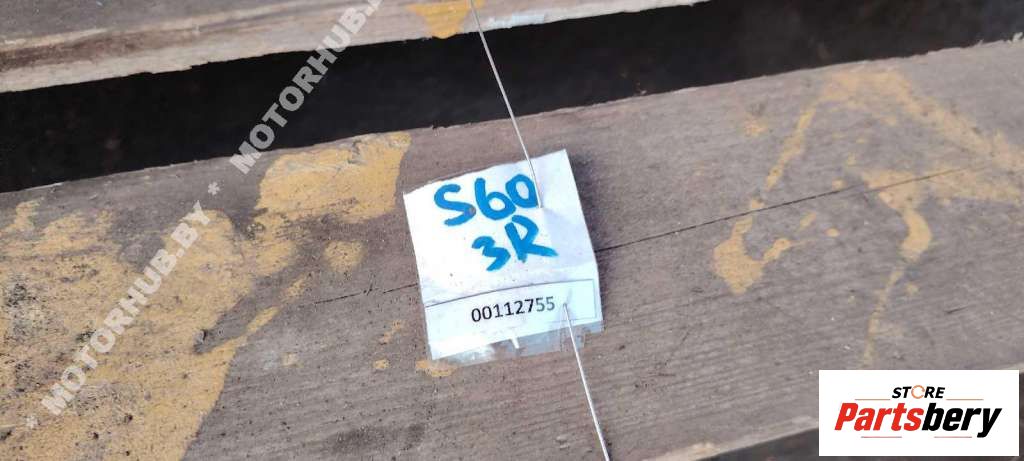 * MOTORHUB.BY * MOTORHUB.BY
S60
3R
00112755
STORE
Partsbery